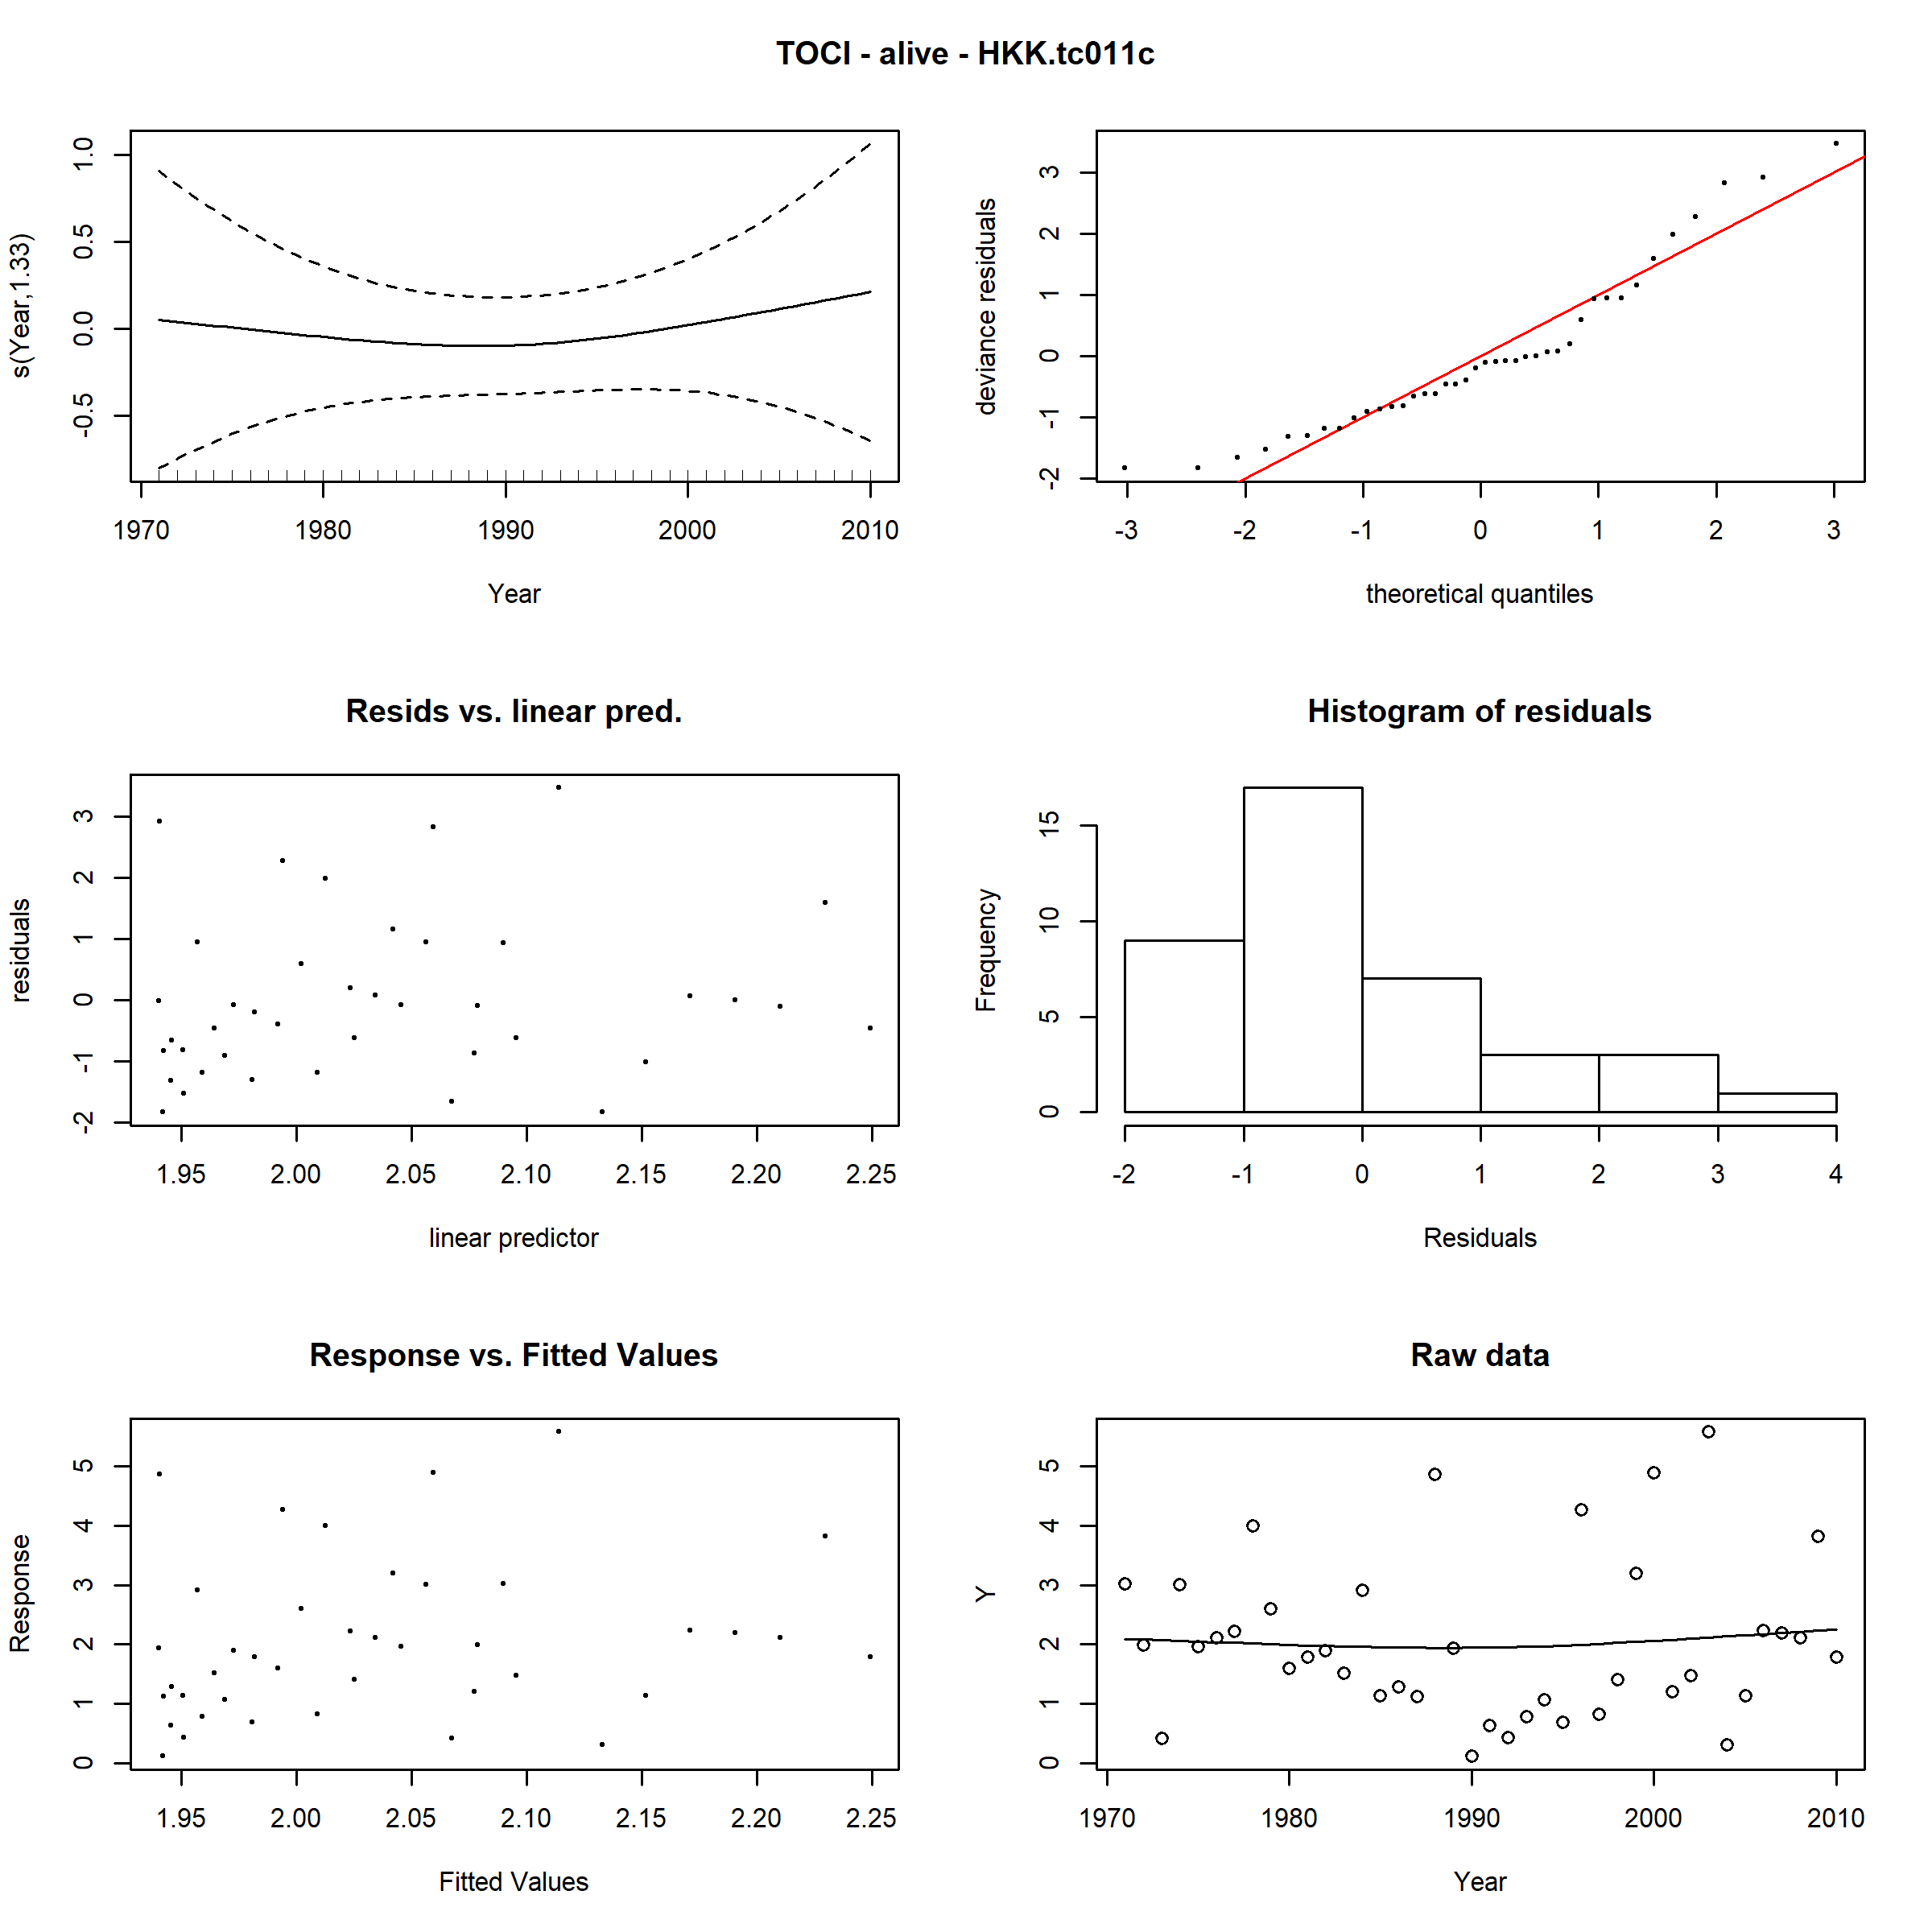 TOCI - alive - HKK.tc011c
s(Year,1.33)
1.0
0.5
0.0
-0.5
1970 1980 1990 2000 2010
Year
deviance residuals
3
2
1
0
-1
-2
-3 -2 -1 0 1 2 3
theoretical quantiles
Resids vs. linear pred.
residuals
3
2
1
0
-1
-2
1.95 2.00 2.05 2.10 2.15 2.20 2.25
linear predictor
Histogram of residuals
Frequency
15
10
5
0
-2 -1 0 1 2 3 4
Residuals
Response vs. Fitted Values
Response
5
4
3
2
1
0
1.95 2.00 2.05 2.10 2.15 2.20 2.25
Fitted Values
Raw data
Y
5
4
3
2
1
0
1970 1980 1990 2000 2010
Year